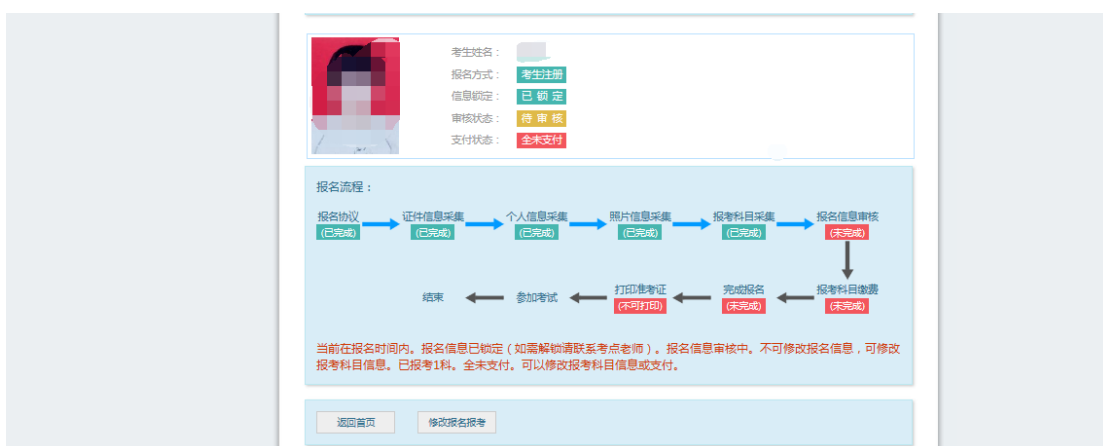 考生姓名：
报名方式： 考生注册
信息锁定： 已 锁 定
审核状态： 待 审 核
支付状态： 全未支付
报名流程：
报名协议 证件信息采集 个人信息采集 照片信息采集 报考科目采集 报名信息审核
(已完成) (已完成) (已完成) (已完成) (已完成) (未完成)
结束 参加考试 打印准考证 完成报名 报考科目缴费
(不可打印) (未完成) (未完成)
当前在报名时间内。报名信息已锁定（如需解锁请联系考点老师）。报名信息审核中。不可修改报名信息，可修改
报考科目信息。已报考1科。全未支付。可以修改报考科目信息或支付。
返回首页 修改报名报考